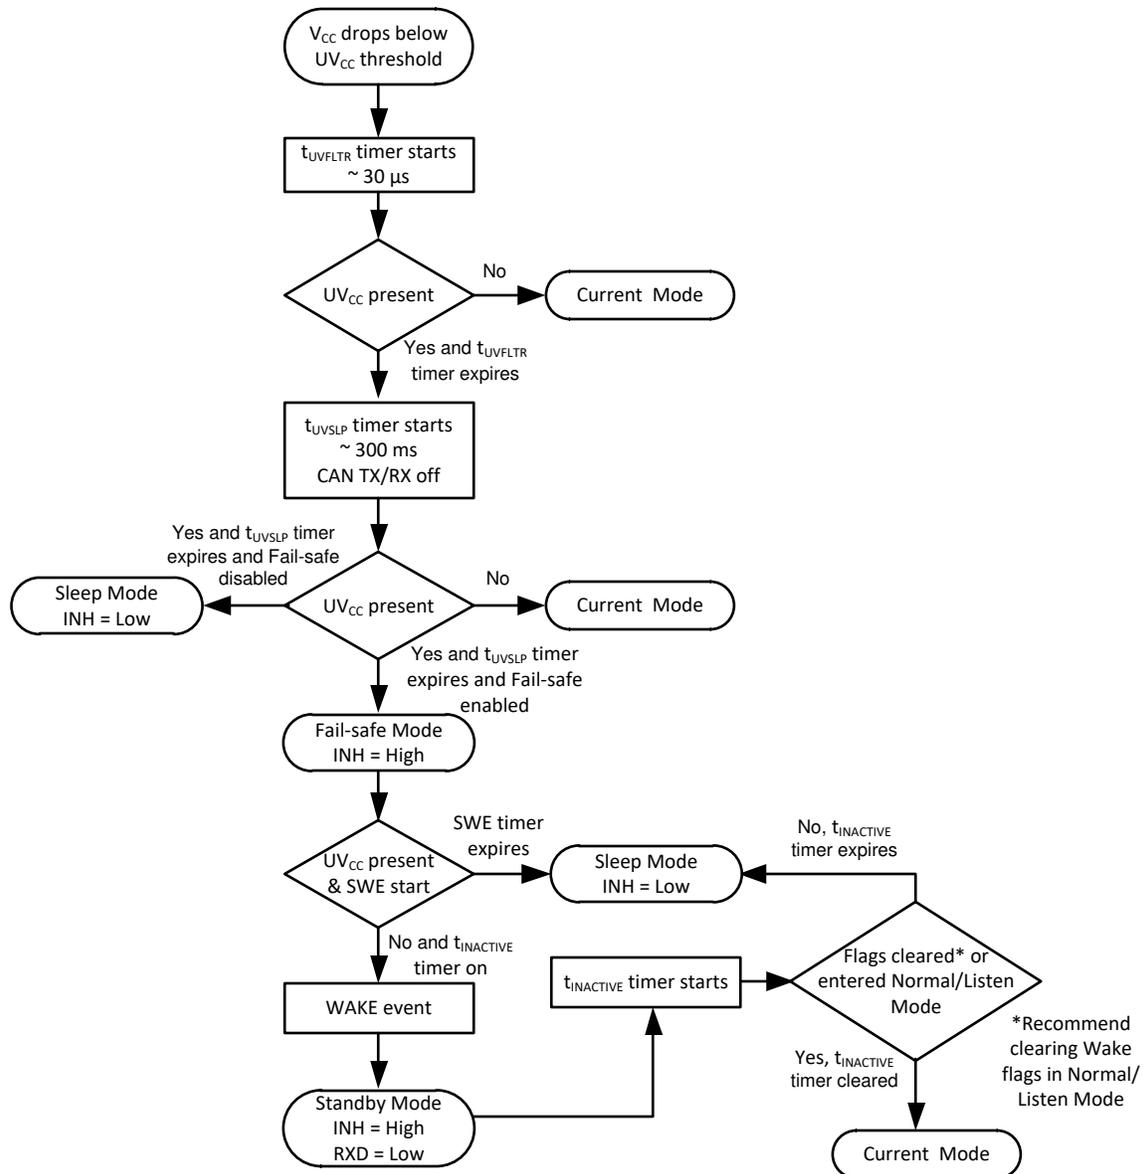 VCC drops below
UVCC threshold
tUVFLTR timer starts
~ 30 µs
UVCC present
No
Current Mode
Yes and tUVFLTR
timer expires
tUVSLP timer starts
~ 300 ms
CAN TX/RX off
Yes and tUVSLP timer
expires and Fail-safe
disabled
Sleep Mode
INH = Low
UVCC present
No
Current Mode
Yes and tUVSLP timer
expires and Fail-safe
enabled
Fail-safe Mode
INH = High
UVCC present
& SWE start
SWE timer
expires
Sleep Mode
INH = Low
No, tINACTIVE
timer expires
No and tINACTIVE
timer on
WAKE event
Standby Mode
INH = High
RXD = Low
tINACTIVE timer starts
Flags cleared* or
entered Normal/Listen
Mode
*Recommend
clearing Wake
flags in Normal/
Listen Mode
Yes, tINACTIVE
timer cleared
Current Mode